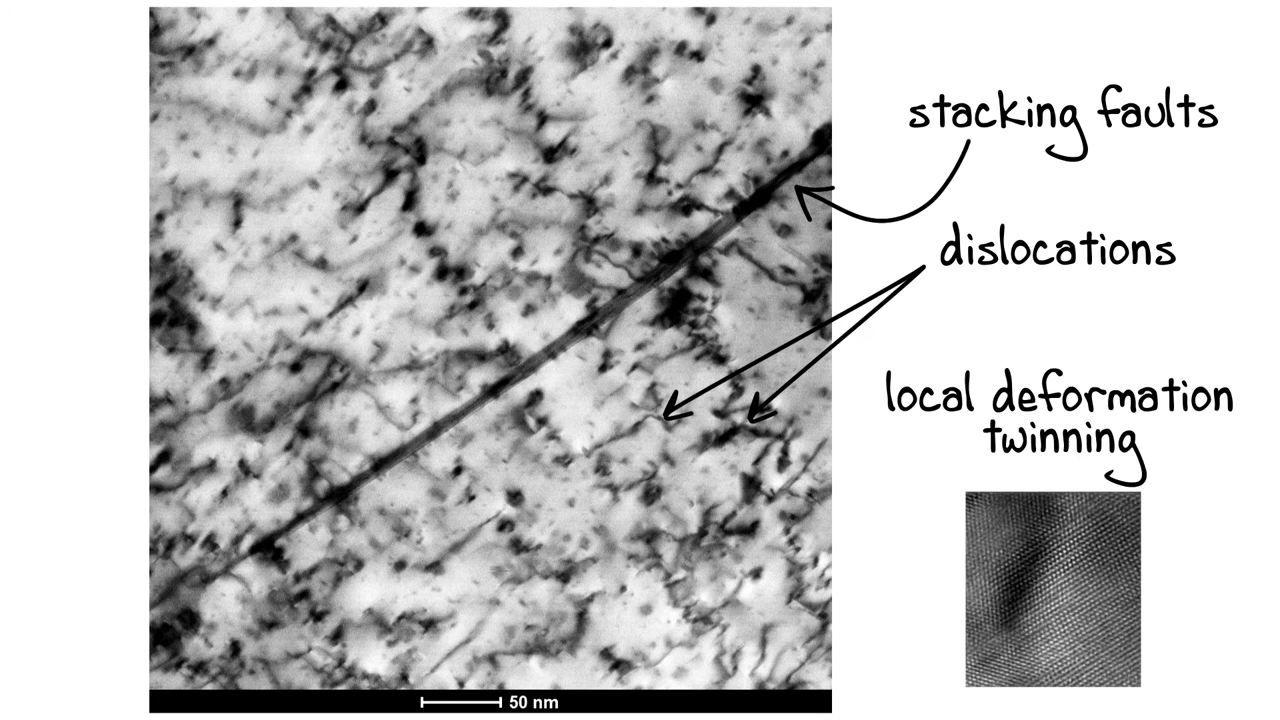 stacking faults
dislocations
local deformation
twinning
50 nm